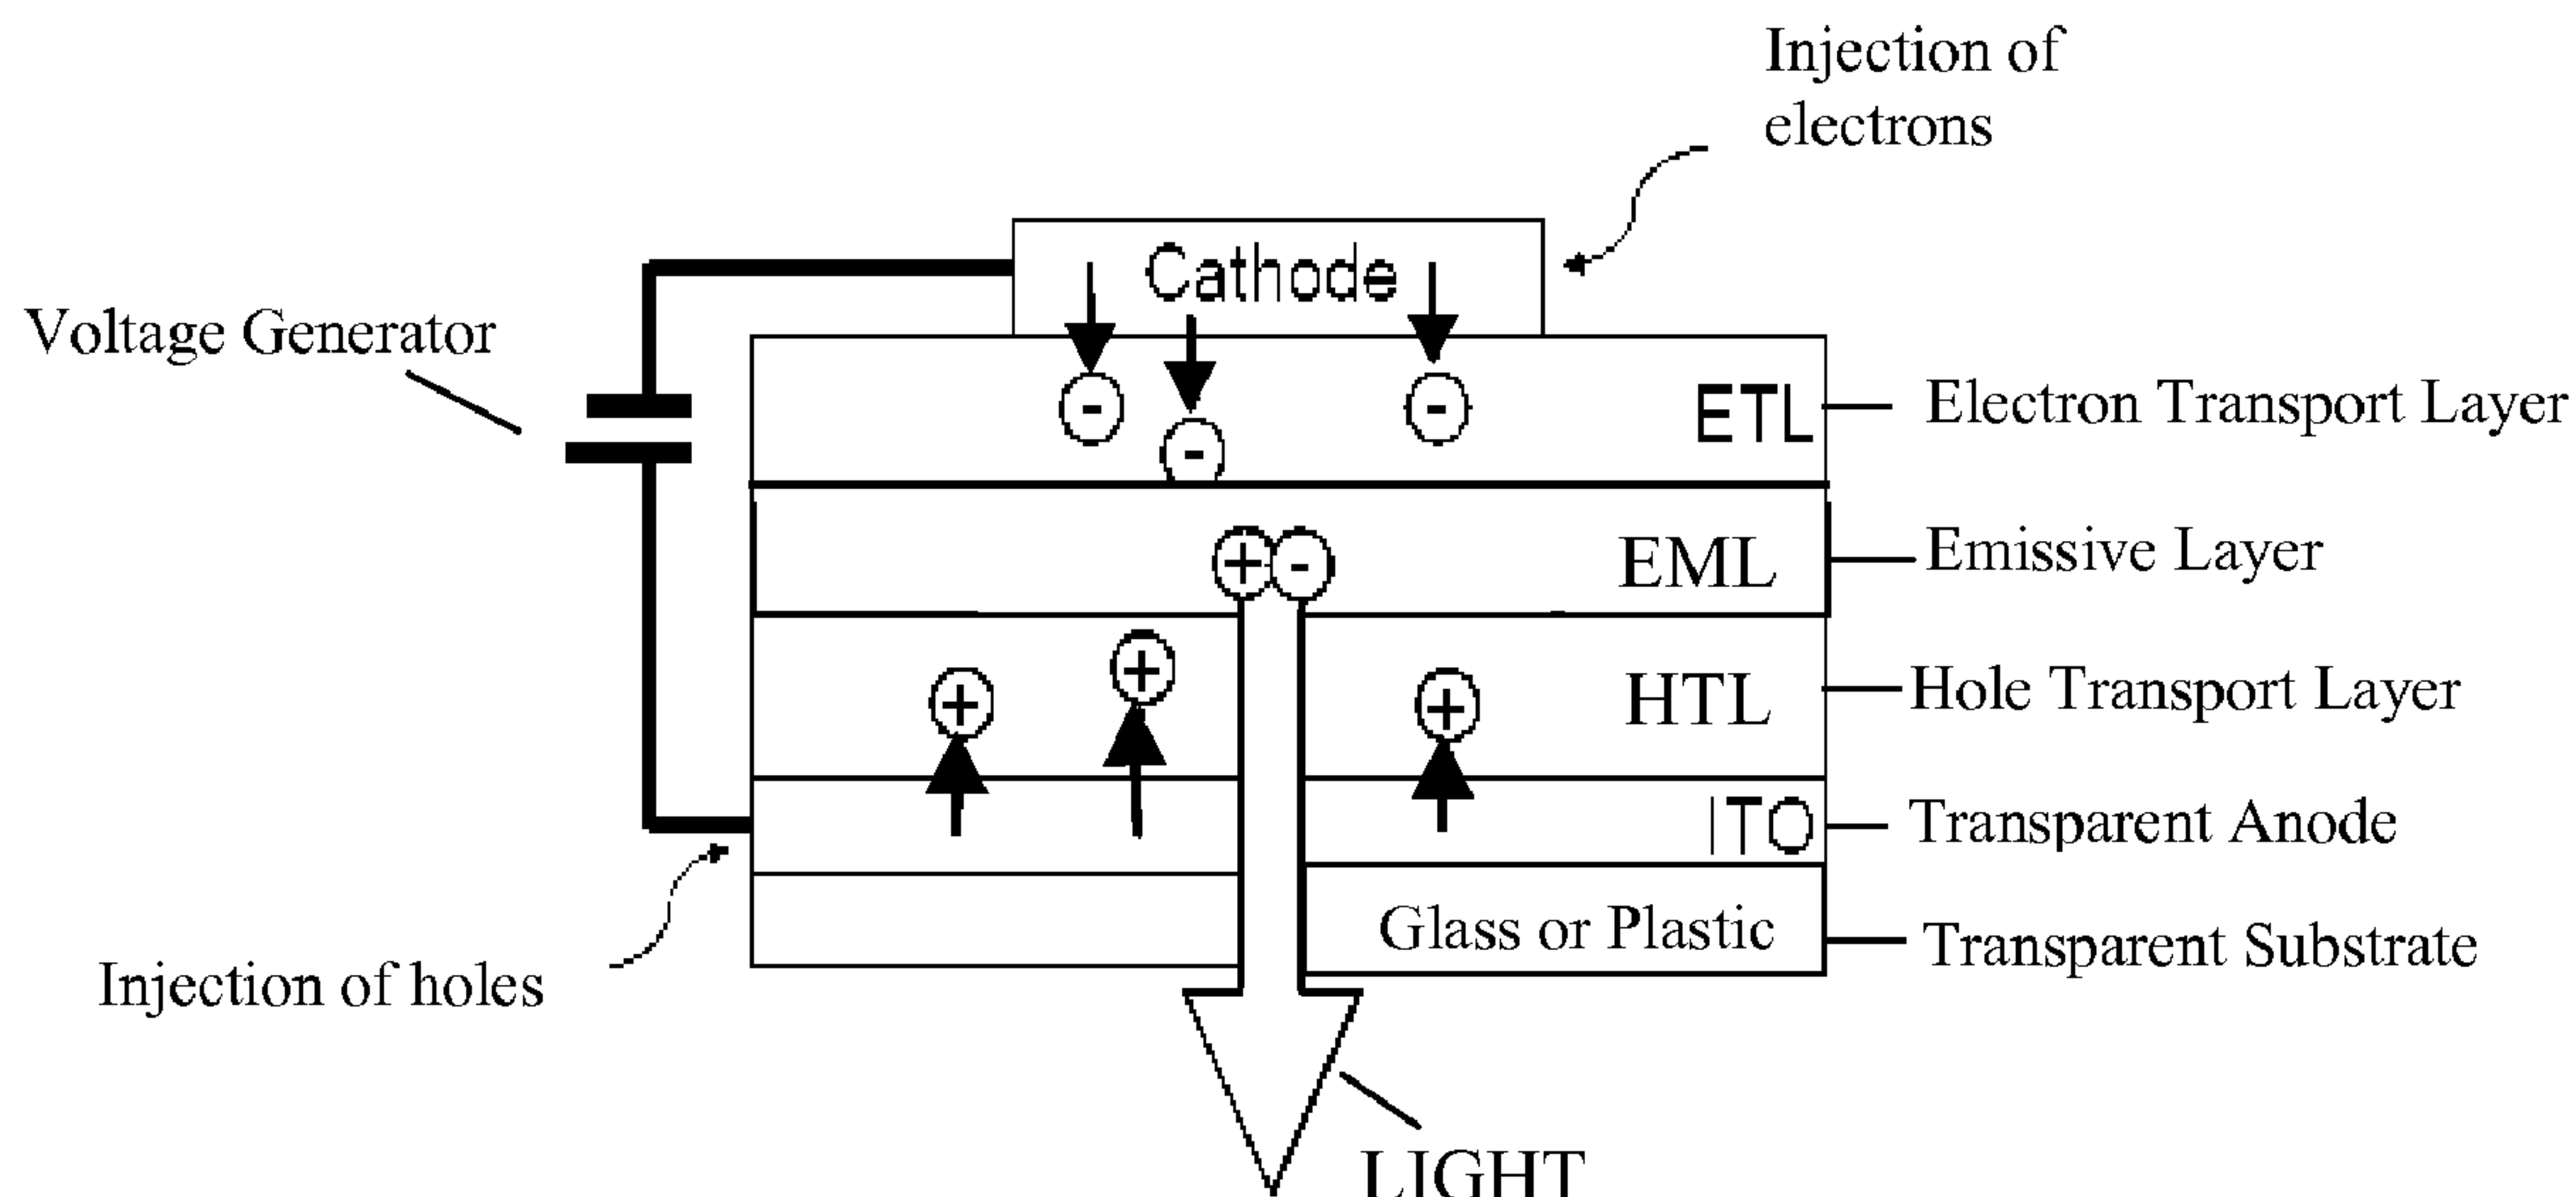 Injection of
electrons
Cathode
Voltage Generator
- - -
ETL
Electron Transport Layer
+ -
EML
Emissive Layer
+ + +
HTL
Hole Transport Layer
ITO
Transparent Anode
Glass or Plastic
Transparent Substrate
Injection of holes
LIGHT